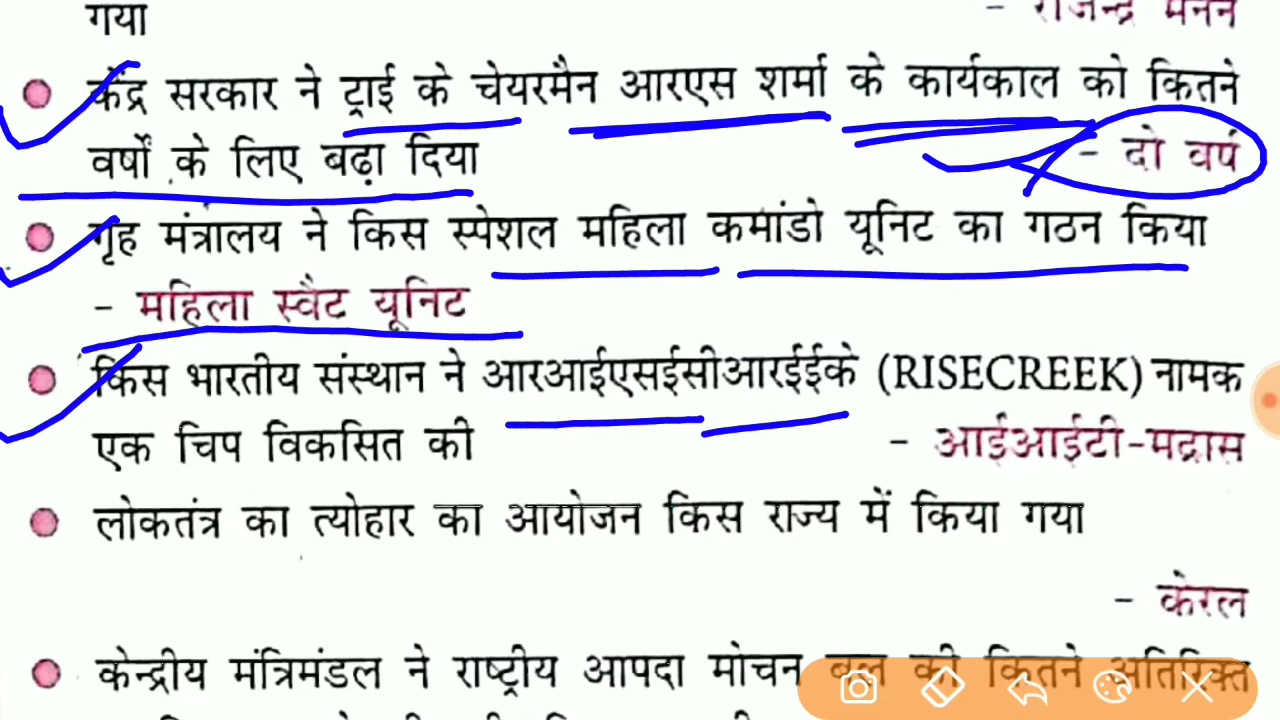 गया
- राजेन्द्र मेनन
केंद्र सरकार ने ट्राई के चेयरमैन आरएस शर्मा के कार्यकाल को कितने
वर्षों के लिए बढ़ा दिया - दो वर्ष
गृह मंत्रालय ने किस स्पेशल महिला कमांडो यूनिट का गठन किया
- महिला स्वैट यूनिट
किस भारतीय संस्थान ने आरआईएसईसीआरईईके (RISECREEK) नामक
एक चिप विकसित की - आईआईटी-मद्रास
लोकतंत्र का त्योहार का आयोजन किस राज्य में किया गया
- केरल
केन्द्रीय मंत्रिमंडल ने राष्ट्रीय आपदा मोचन बल की कितने अतिरिक्त